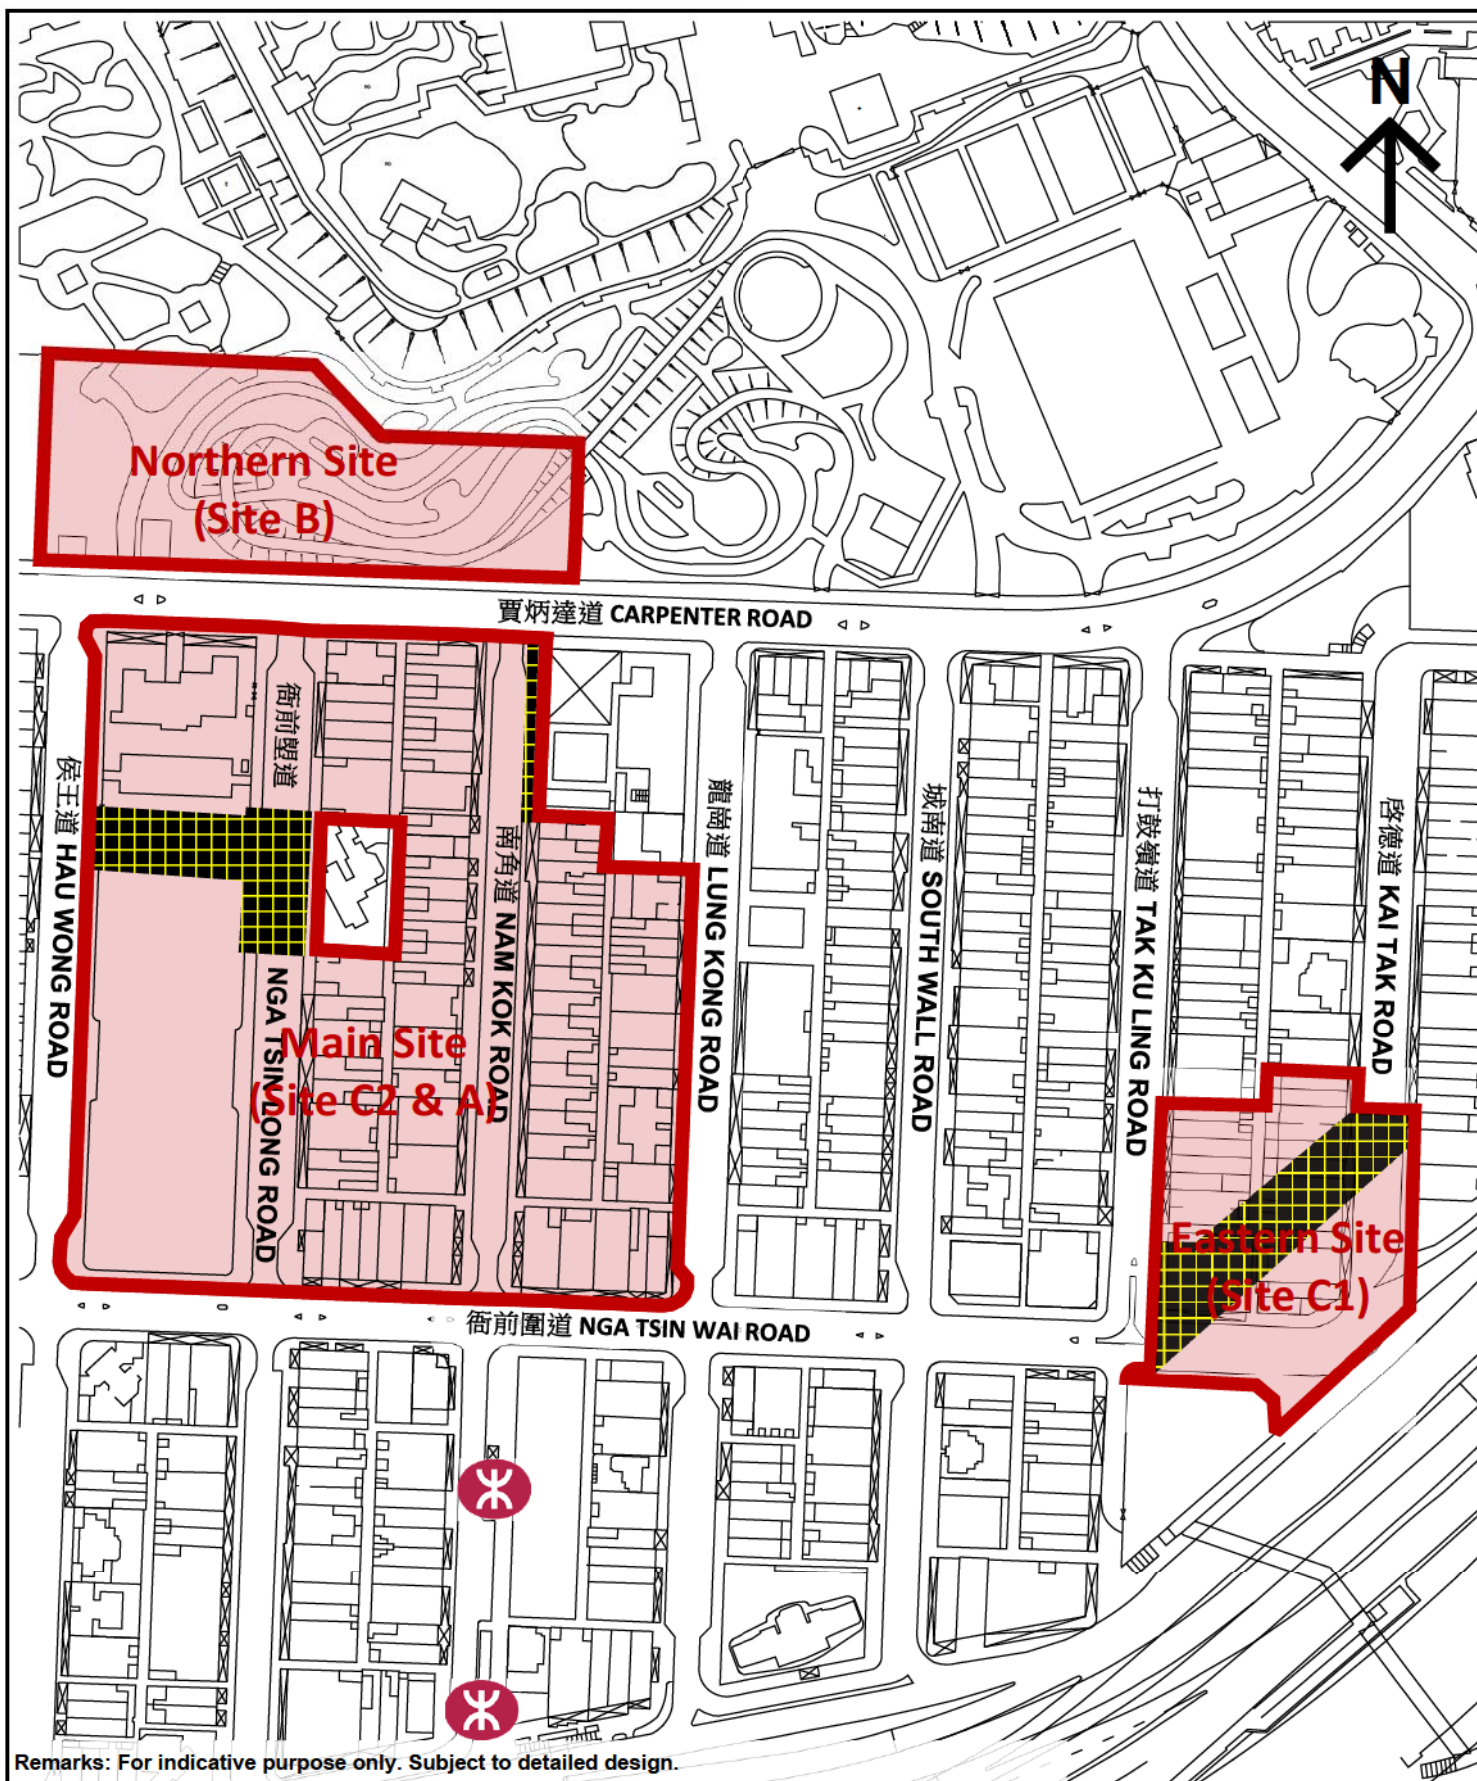 N
Northern Site
(Site B)
賈炳達道 CARPENTER ROAD
侯王道 HAU WONG ROAD
衙前塱道
NGA TSIN LONG ROAD
南角道 NAM KOK ROAD
龍崗道 LUNG KONG ROAD
城南道 SOUTH WALL ROAD
打鼓嶺道 TAK KU LING ROAD
啓德道 KAI TAK ROAD
Main Site
(Site C2 & A)
Eastern Site
(Site C1)
衙前圍道 NGA TSIN WAI ROAD
Remarks: For indicative purpose only. Subject to detailed design.